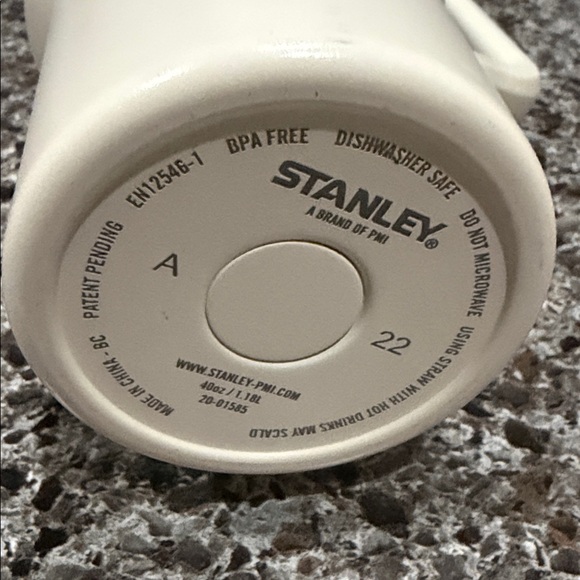 EN12546-1 BPA FREE DISHWASHER SAFE DO NOT MICROWAVE USING STRAW WITH HOT DRINKS MAY SCALD
STANLEY®
A BRAND OF PMI
A
22
WWW.STANLEY-PMI.COM
40oz / 1.18L
20-01565
MADE IN CHINA - BC PATENT PENDING